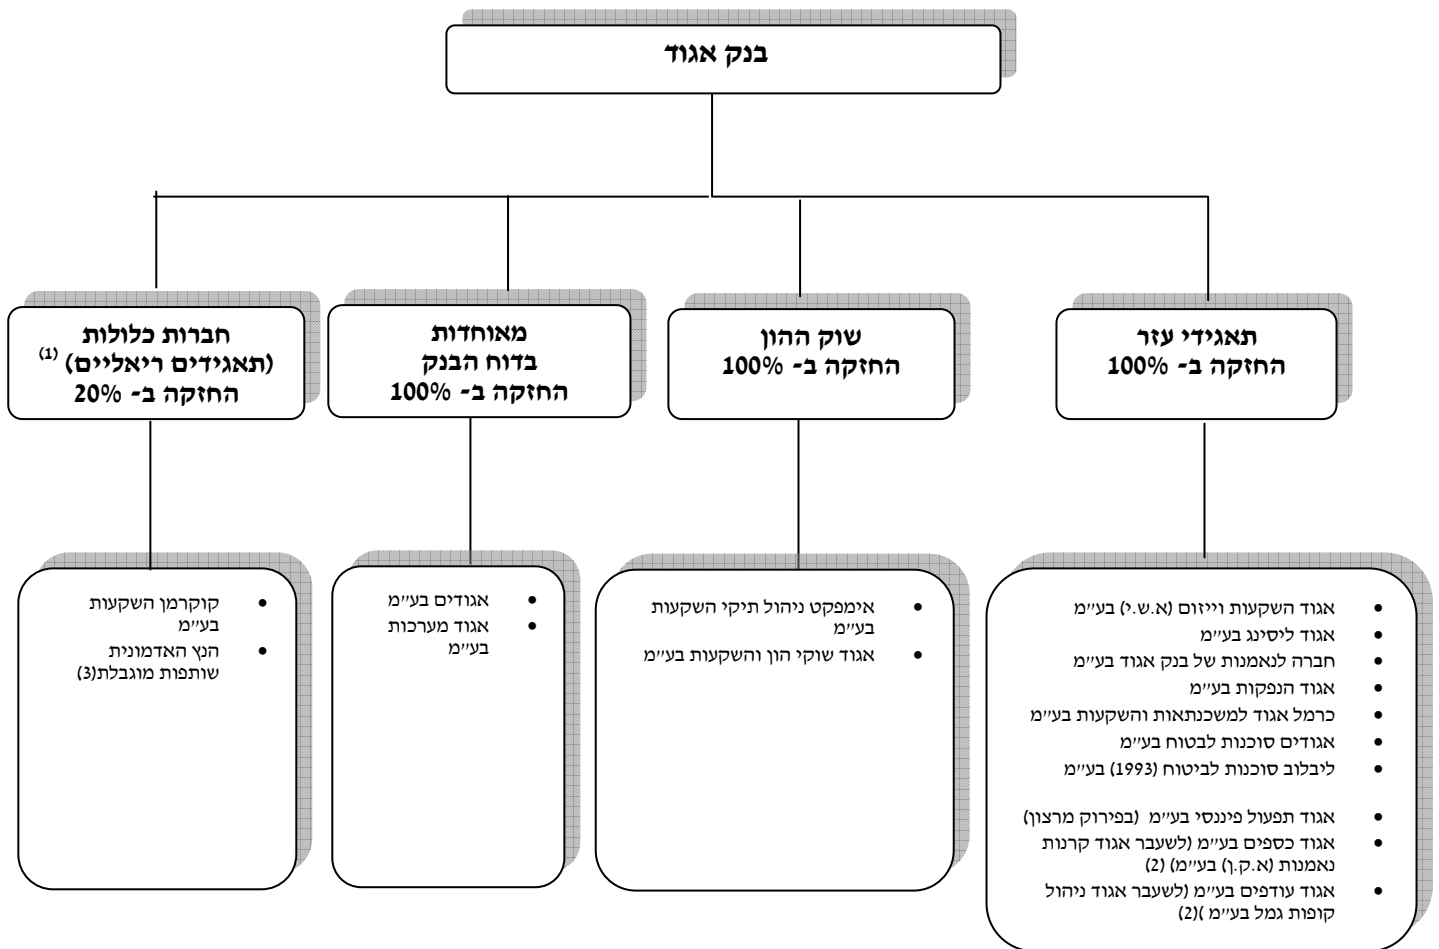 בנק אגוד
תאגידי עזר
החזקה ב- 100%
שוק ההון
החזקה ב- 100%
מאוחדות
בדוח הבנק
החזקה ב- 100%
חברות כלולות
(תאגידים ריאליים) (1)
החזקה ב- 20%
• אגוד השקעות וייזום (א.ש.י) בע״מ
• אגוד ליסינג בע״מ
• חברה לנאמנות של בנק אגוד בע״מ
• אגוד הנפקות בע״מ
• כרמל אגוד למשכנתאות והשקעות בע״מ
• אגודים סוכנות לבטוח בע״מ
• ליבלוב סוכנות לביטוח (1993) בע״מ
• אגוד תפעול פיננסי בע״מ (בפירוק מרצון)
• אגוד כספים בע״מ (לשעבר אגוד קרנות
נאמנות (א.ק.ן) בע״מ) (2)
• אגוד עודפים בע״מ (לשעבר אגוד ניהול
קופות גמל בע״מ )(2)
• אימפקט ניהול תיקי השקעות
בע״מ
• אגוד שוקי הון והשקעות בע״מ
• אגודים בע״מ
• אגוד מערכות
בע״מ
• קוקרמן השקעות
בע״מ
• הנץ האדמונית
שותפות מוגבלת(3)